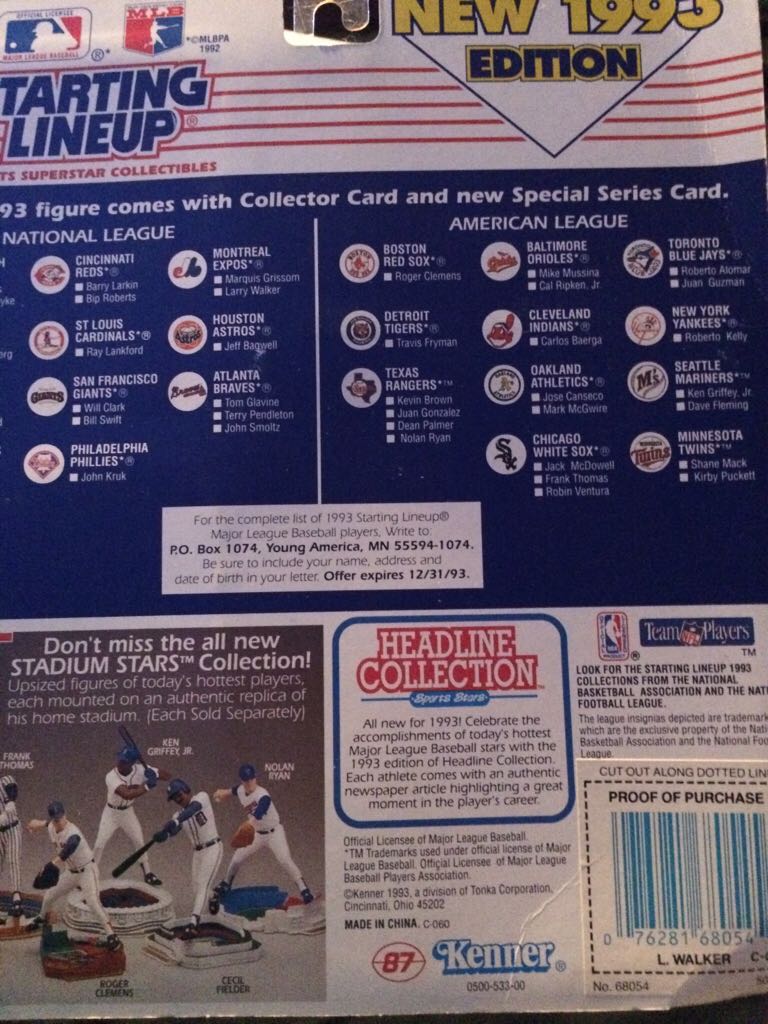 OFFICIAL LICENSEE
MAJOR LEAGUE BASEBALL
®*
*©MLBPA
1992
NEW 1993
EDITION
TARTING
LINEUP®
TS SUPERSTAR COLLECTIBLES
93 figure comes with Collector Card and new Special Series Card.
NATIONAL LEAGUE
CINCINNATI
REDS*®
■ Barry Larkin
■ Bip Roberts
MONTREAL
EXPOS*®
■ Marquis Grissom
■ Larry Walker
yke
ST LOUIS
CARDINALS*®
■ Ray Lankford
HOUSTON
ASTROS*®
■ Jeff Bagwell
erg
SAN FRANCISCO
GIANTS*®
■ Will Clark
■ Bill Swift
ATLANTA
BRAVES*®
■ Tom Glavine
■ Terry Pendleton
■ John Smoltz
PHILADELPHIA
PHILLIES*®
■ John Kruk
AMERICAN LEAGUE
BOSTON
RED SOX*®
■ Roger Clemens
BALTIMORE
ORIOLES*®
■ Mike Mussina
■ Cal Ripken, Jr.
TORONTO
BLUE JAYS*®
■ Roberto Alomar
■ Juan Guzman
DETROIT
TIGERS*®
■ Travis Fryman
CLEVELAND
INDIANS*®
■ Carlos Baerga
NEW YORK
YANKEES*®
■ Roberto Kelly
TEXAS
RANGERS*™
■ Kevin Brown
■ Juan Gonzalez
■ Dean Palmer
■ Nolan Ryan
OAKLAND
ATHLETICS*®
■ Jose Canseco
■ Mark McGwire
SEATTLE
MARINERS*™
■ Ken Griffey, Jr.
■ Dave Fleming
CHICAGO
WHITE SOX*®
■ Jack McDowell
■ Frank Thomas
■ Robin Ventura
MINNESOTA
TWINS*™
■ Shane Mack
■ Kirby Puckett
For the complete list of 1993 Starting Lineup®
Major League Baseball players, Write to:
P.O. Box 1074, Young America, MN 55594-1074.
Be sure to include your name, address and
date of birth in your letter. Offer expires 12/31/93.
Don't miss the all new
STADIUM STARS™ Collection!
Upsized figures of today's hottest players,
each mounted on an authentic replica of
his home stadium. (Each Sold Separately)
FRANK
THOMAS
KEN
GRIFFEY, JR.
NOLAN
RYAN
ROGER
CLEMENS
CECIL
FIELDER
HEADLINE
COLLECTION™
Sports Stars
All new for 1993! Celebrate the
accomplishments of today's hottest
Major League Baseball stars with the
1993 edition of Headline Collection.
Each athlete comes with an authentic
newspaper article highlighting a great
moment in the player's career.
Official Licensee of Major League Baseball.
*TM Trademarks used under official license of Major
League Baseball. Official Licensee of Major League
Baseball Players Association.
©Kenner 1993, a division of Tonka Corporation,
Cincinnati, Ohio 45202
MADE IN CHINA. C-060
87
Kenner®
0500-533-00
NBA
®
Team NFL Players
™
LOOK FOR THE STARTING LINEUP 1993
COLLECTIONS FROM THE NATIONAL
BASKETBALL ASSOCIATION AND THE NATI
FOOTBALL LEAGUE.
The league insignias depicted are trademark
which are the exclusive property of the Nati
Basketball Association and the National Foo
League.
CUT OUT ALONG DOTTED LIN
PROOF OF PURCHASE
0 76281 68054
L. WALKER C-
No. 68054